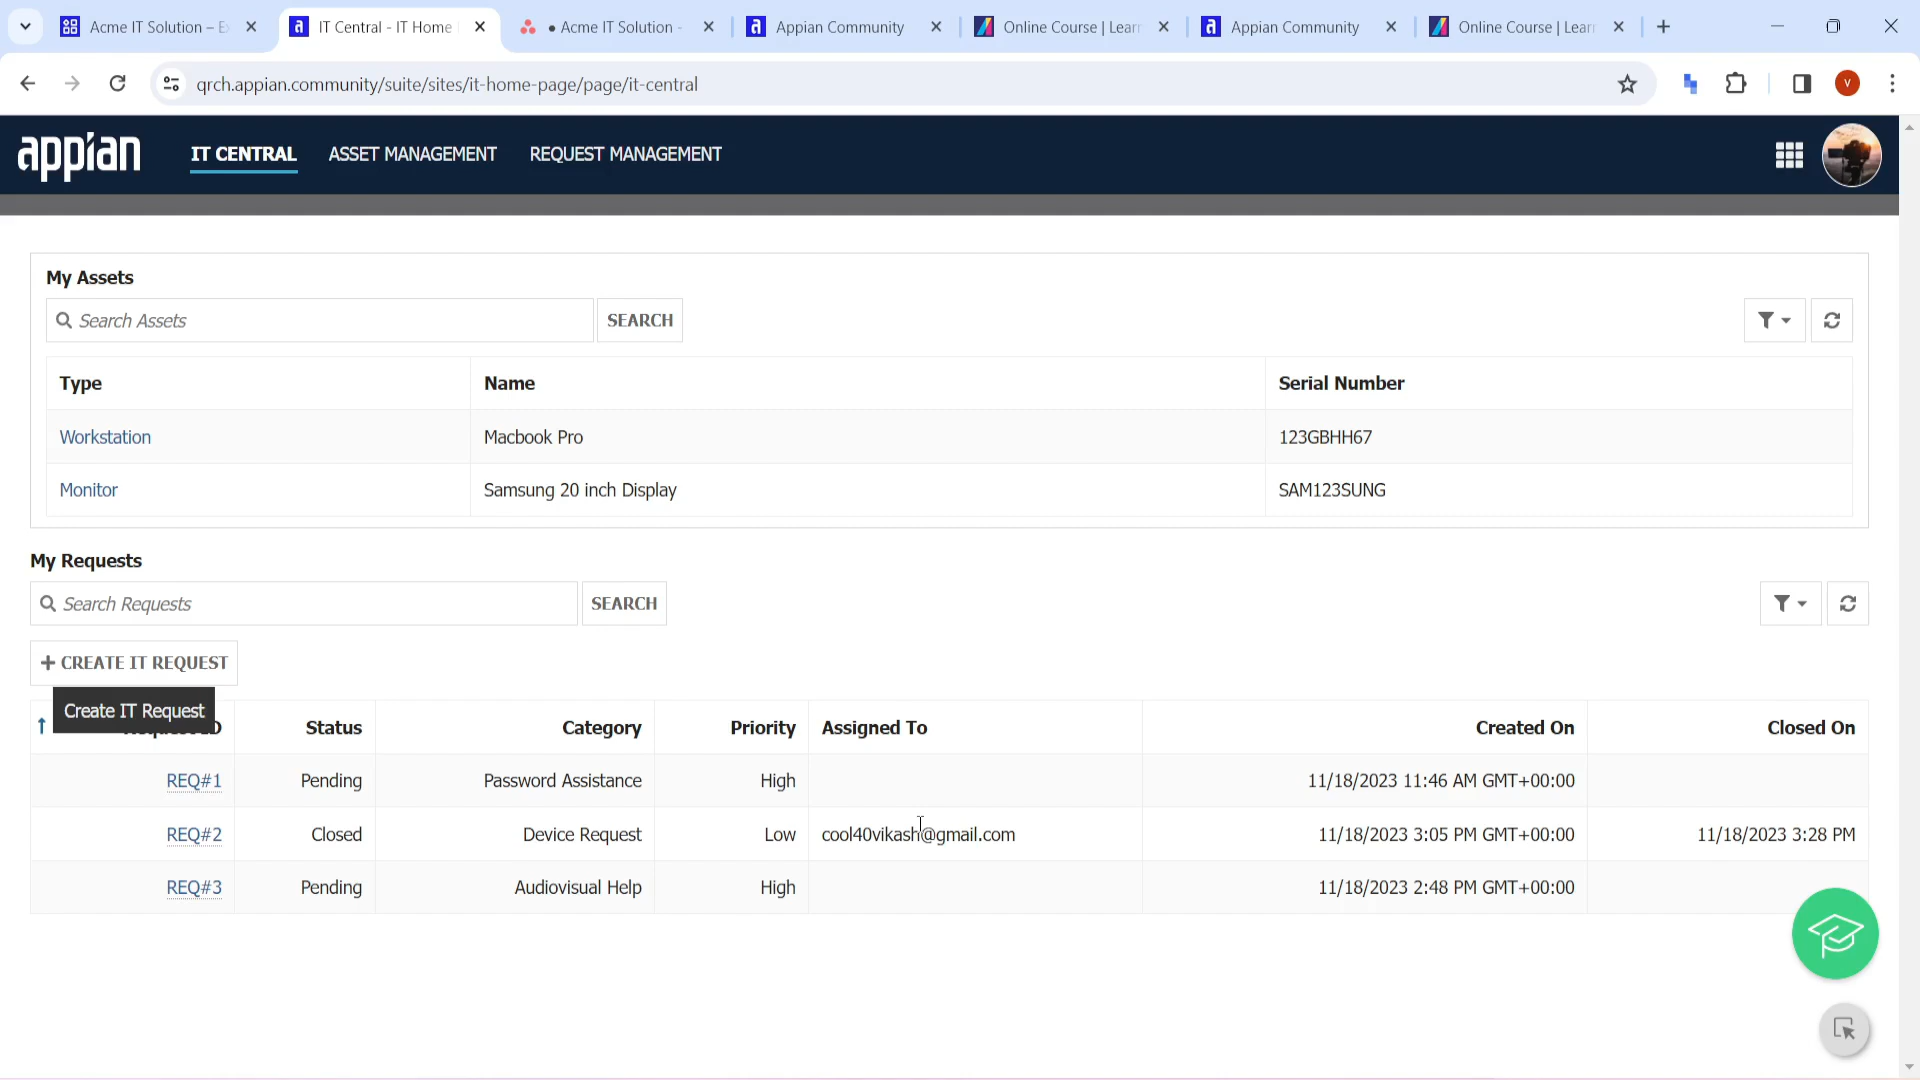 Acme IT Solution – E
IT Central - IT Home
• Acme IT Solution -
Appian Community
Online Course | Lear
Appian Community
Online Course | Lear
qrch.appian.community/suite/sites/it-home-page/page/it-central
V
appian
IT CENTRAL
ASSET MANAGEMENT
REQUEST MANAGEMENT
My Assets
Search Assets
SEARCH
Type Name Serial Number
Workstation Macbook Pro 123GBHH67
Monitor Samsung 20 inch Display SAM123SUNG
My Requests
Search Requests
SEARCH
+ CREATE IT REQUEST
Create IT Request
Status Category Priority Assigned To Created On Closed On
REQ#1 Pending Password Assistance High 11/18/2023 11:46 AM GMT+00:00
REQ#2 Closed Device Request Low cool40vikash@gmail.com 11/18/2023 3:05 PM GMT+00:00 11/18/2023 3:28 PM
REQ#3 Pending Audiovisual Help High 11/18/2023 2:48 PM GMT+00:00